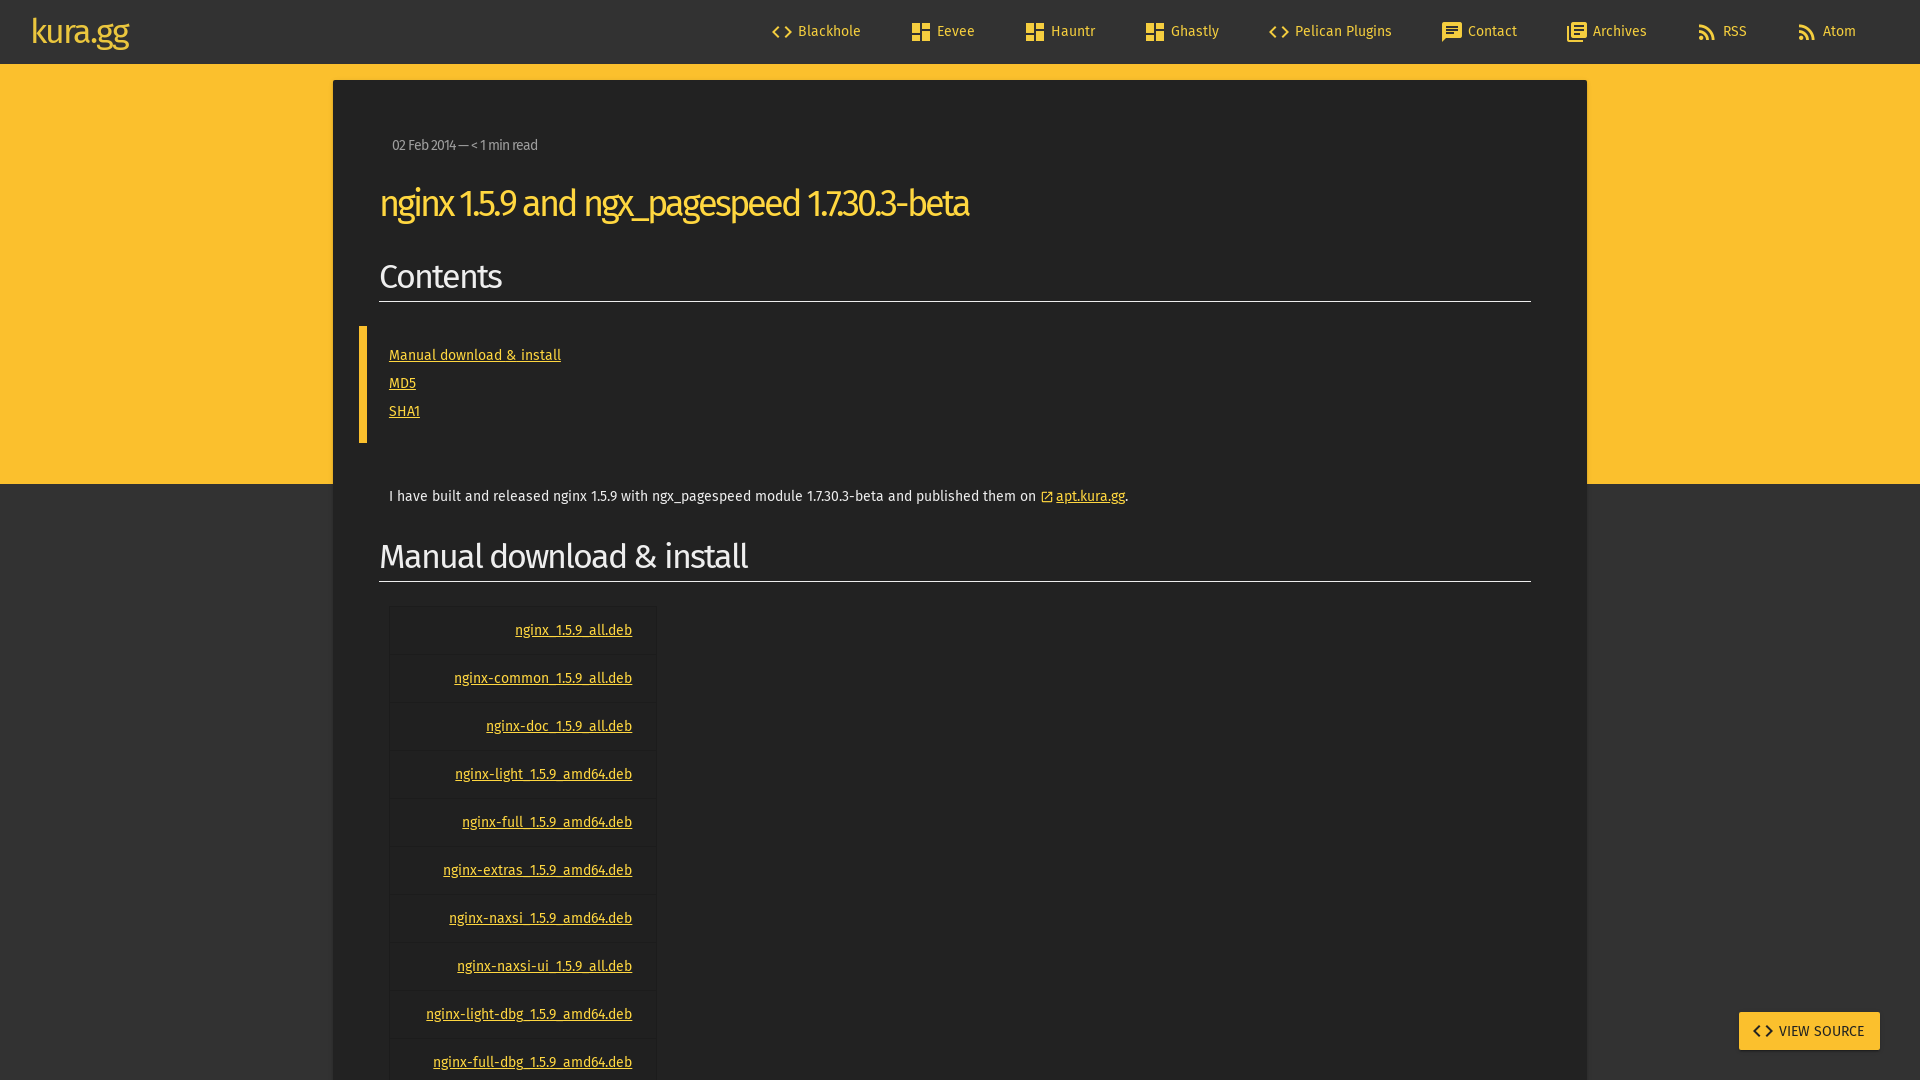 kura.gg
Blackhole
Eevee
Hauntr
Ghastly
Pelican Plugins
Contact
Archives
RSS
Atom
02 Feb 2014 — < 1 min read
nginx 1.5.9 and ngx_pagespeed 1.7.30.3-beta
Contents
Manual download & install
MD5
SHA1
I have built and released nginx 1.5.9 with ngx_pagespeed module 1.7.30.3-beta and published them on apt.kura.gg.
Manual download & install
nginx_1.5.9_all.deb
nginx-common_1.5.9_all.deb
nginx-doc_1.5.9_all.deb
nginx-light_1.5.9_amd64.deb
nginx-full_1.5.9_amd64.deb
nginx-extras_1.5.9_amd64.deb
nginx-naxsi_1.5.9_amd64.deb
nginx-naxsi-ui_1.5.9_all.deb
nginx-light-dbg_1.5.9_amd64.deb
nginx-full-dbg_1.5.9_amd64.deb
VIEW SOURCE